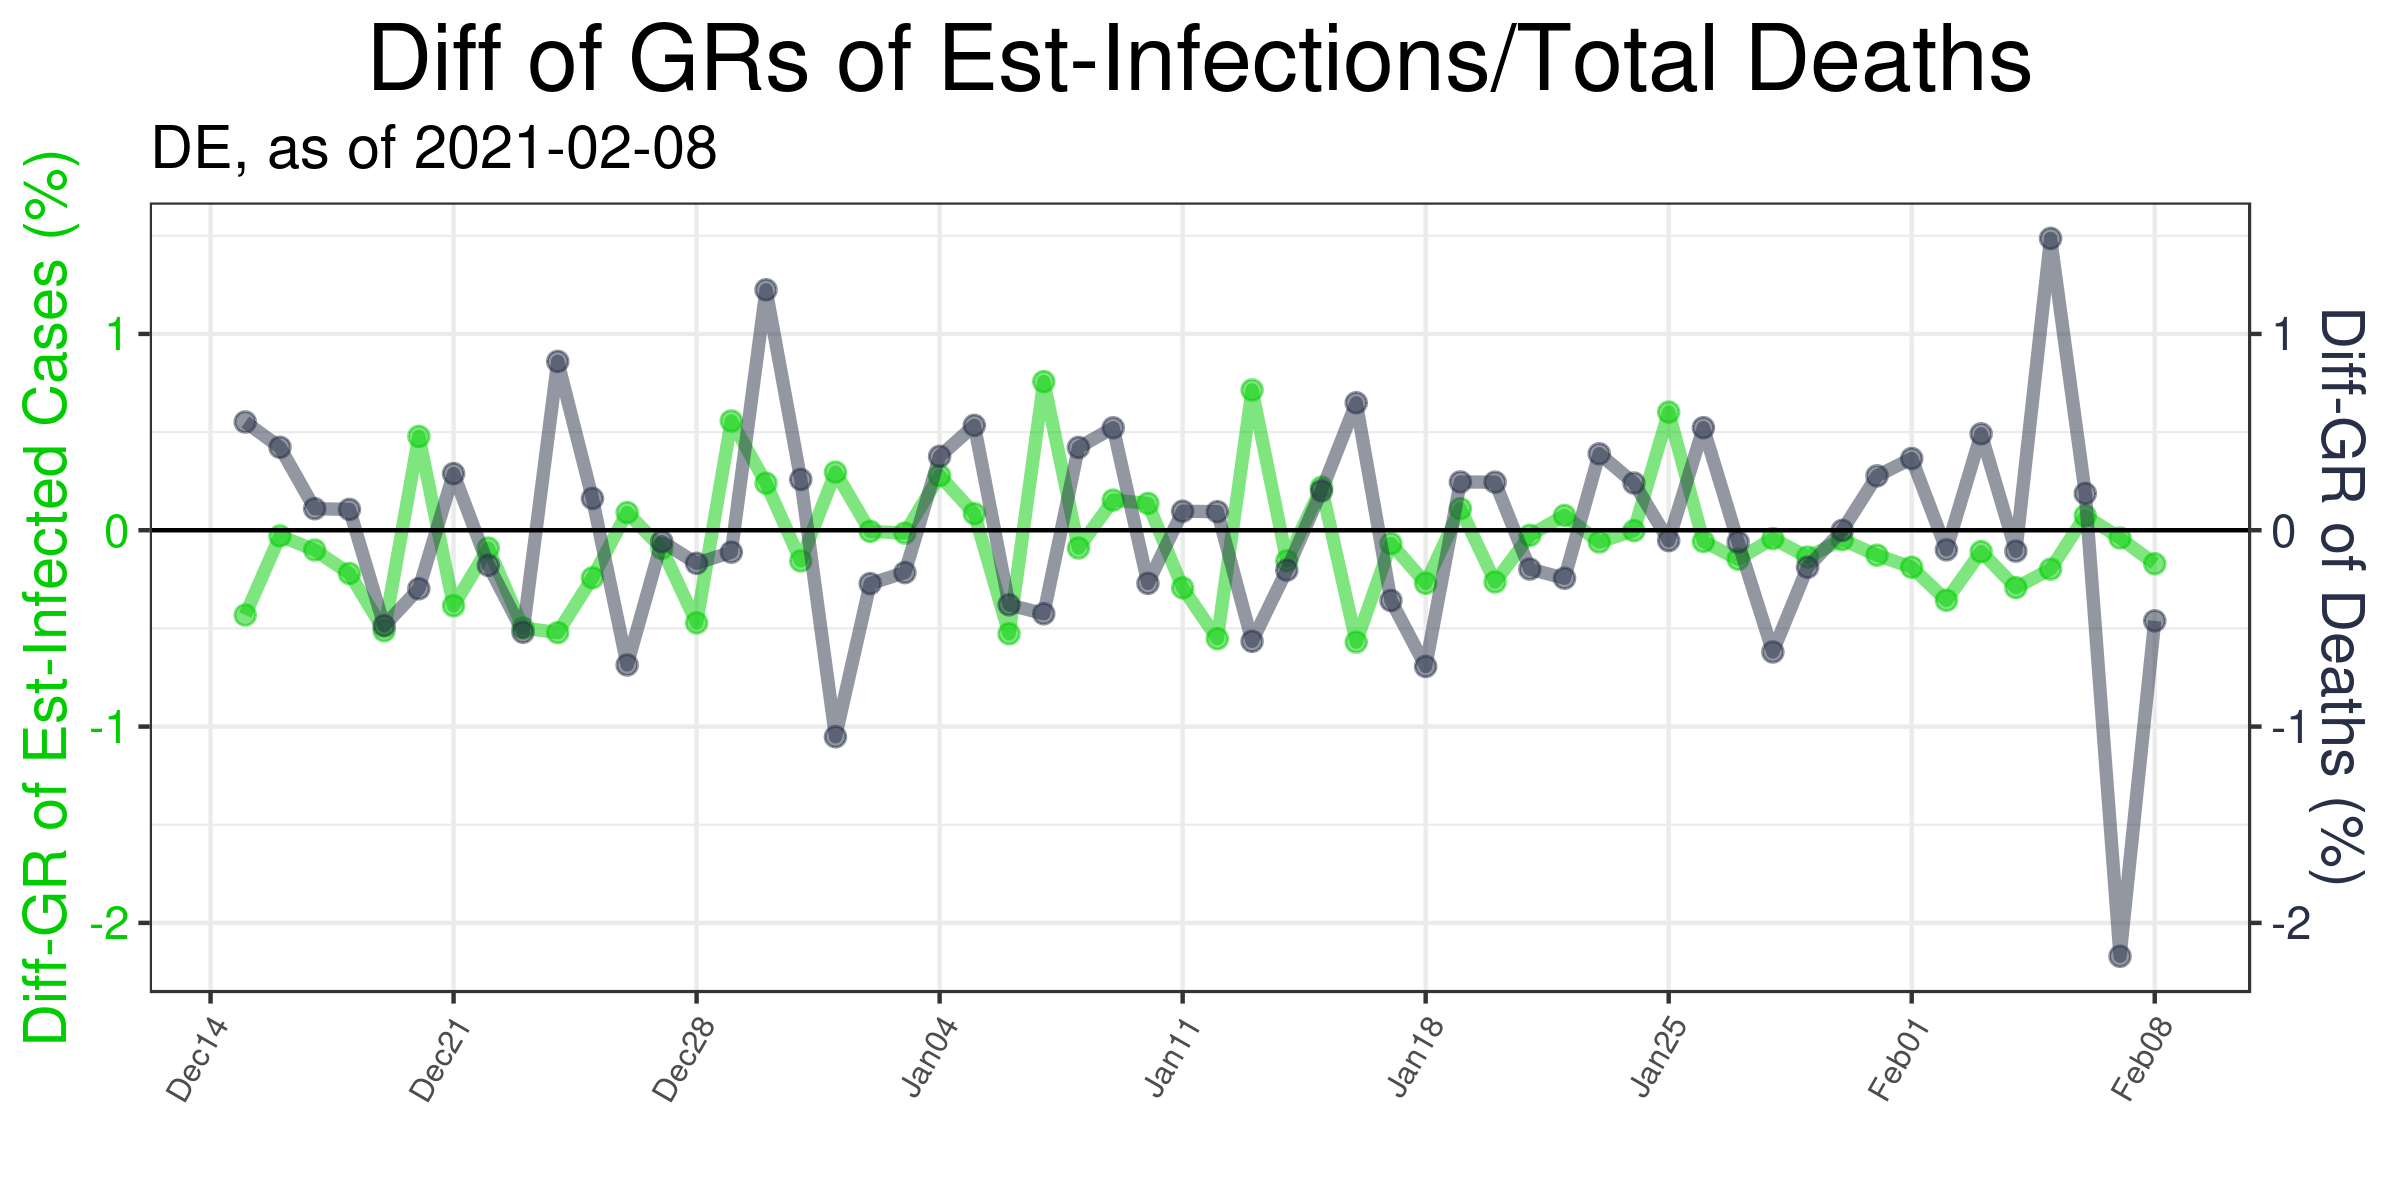 Diff of GRs of Est-Infections/Total Deaths
DE, as of 2021-02-08
Diff-GR of Est-Infected Cases (%)
1
0
-1
-2
1
0
-1
-2
Diff-GR of Deaths (%)
Dec14
Dec21
Dec28
Jan04
Jan11
Jan18
Jan25
Feb01
Feb08